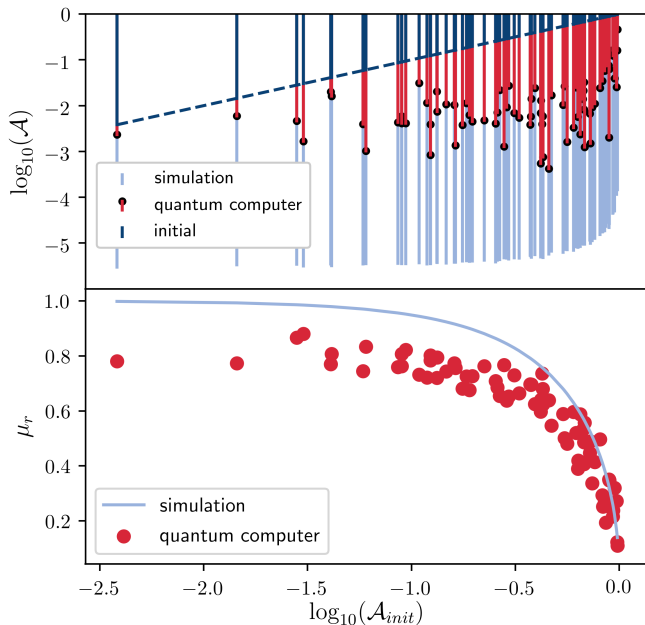 0
−1
−2
−3
−4
−5
log₁₀(𝒜)
simulation
quantum computer
initial
1.0
0.8
0.6
0.4
0.2
μᵣ
simulation
quantum computer
−2.5 −2.0 −1.5 −1.0 −0.5 0.0
log₁₀(𝒜ᵢₙᵢₜ)